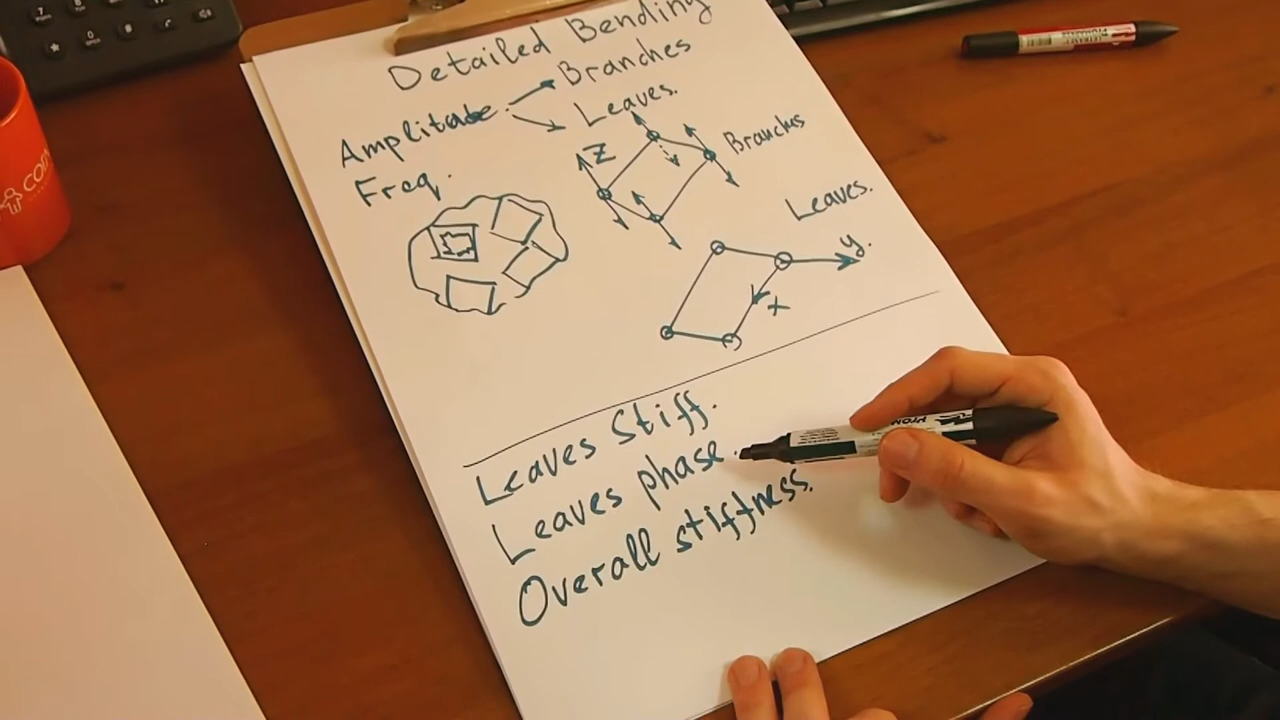 Detailed Bending
Amplitude.
Branches
Leaves.
Freq.
Z
Branches
Leaves.
y.
x
Leaves Stiff.
Leaves phase.
Overall stiffness.